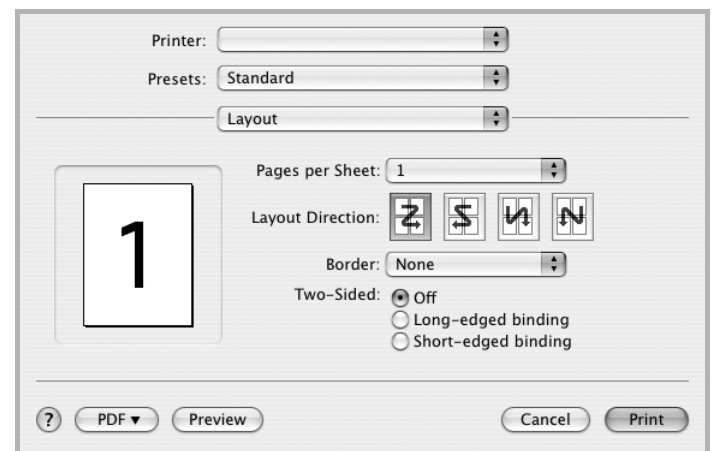 Printer:
Presets: Standard
Layout
Pages per Sheet: 1
1
Layout Direction:
Border: None
Two-Sided: Off
Long-edged binding
Short-edged binding
? PDF▼ Preview Cancel Print